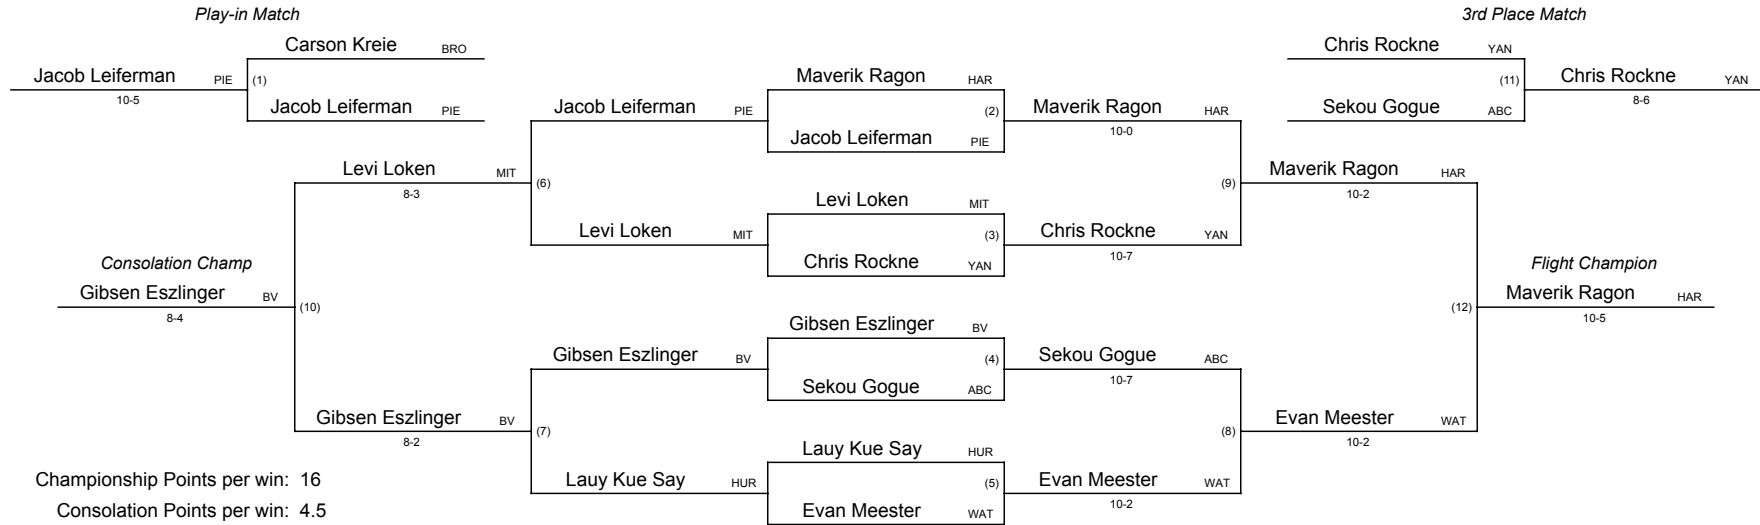 Play-in Match
3rd Place Match
Carson Kreie BRO
Chris Rockne YAN
Jacob Leiferman PIE (1)
Maverik Ragon HAR
(11) Chris Rockne YAN
10-5
8-6
Jacob Leiferman PIE
Jacob Leiferman PIE
(2) Maverik Ragon HAR
Sekou Gogue ABC
10-0
Jacob Leiferman PIE
Levi Loken MIT (6)
(9) Maverik Ragon HAR
8-3
10-2
Levi Loken MIT
Levi Loken MIT
(3) Chris Rockne YAN
10-7
Chris Rockne YAN
Consolation Champ
Flight Champion
Gibsen Eszlinger BV (10)
(12) Maverik Ragon HAR
8-4
10-5
Gibsen Eszlinger BV
Gibsen Eszlinger BV
(4) Sekou Gogue ABC
10-7
Sekou Gogue ABC
Gibsen Eszlinger BV (7)
(8) Evan Meester WAT
8-2
10-2
Lauy Kue Say HUR
Championship Points per win: 16
Lauy Kue Say HUR
(5) Evan Meester WAT
10-2
Consolation Points per win: 4.5
Evan Meester WAT